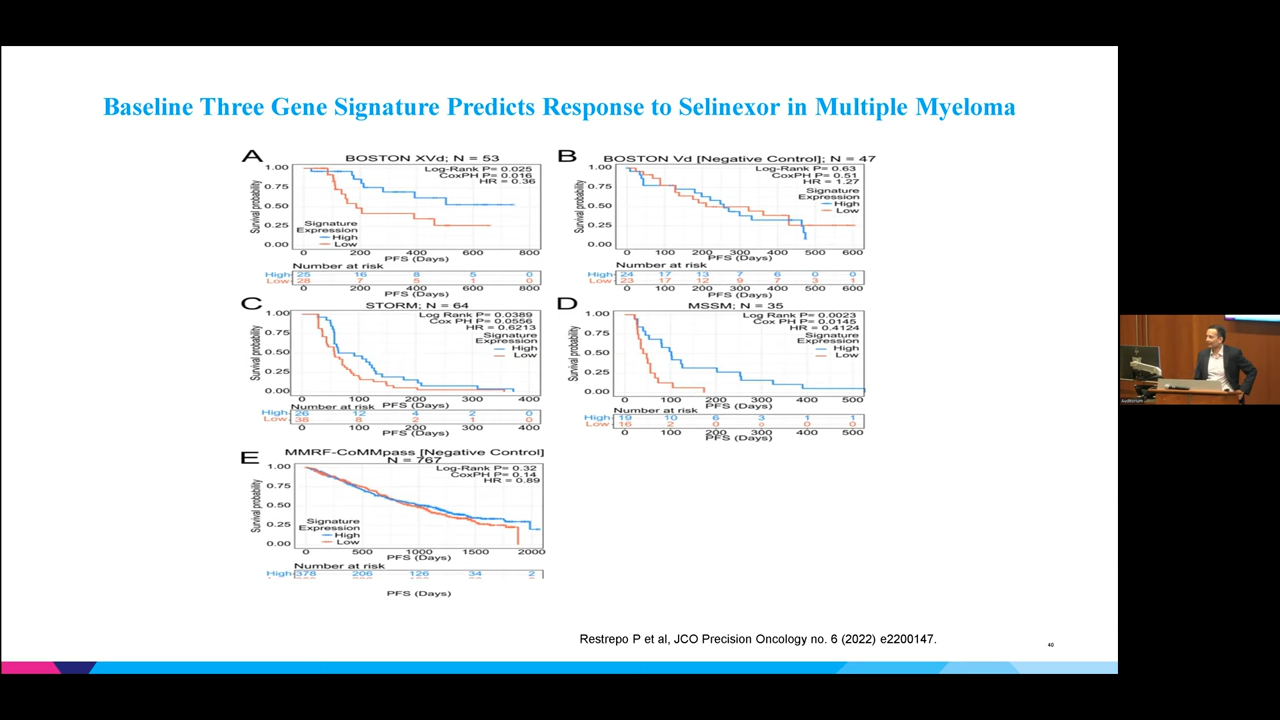 Baseline Three Gene Signature Predicts Response to Selinexor in Multiple Myeloma
A
BOSTON XVd; N = 53
Log-Rank P= 0.025
CoxPH P= 0.016
HR = 0.36
1.00
0.75
0.50
0.25
0.00
Survival probability
Signature
Expression
High
Low
0 200 400 600 800
PFS (Days)
Number at risk
High 25 16 8 5 0
Low 28 7 5 1 0
0 200 400 600 800
PFS (Days)
B
BOSTON Vd [Negative Control]; N = 47
Log-Rank P= 0.63
CoxPH P= 0.51
HR = 1.27
1.00
0.75
0.50
0.25
0.00
Survival probability
Signature
Expression
High
Low
0 100 200 300 400 500 600
PFS (Days)
Number at risk
High 24 17 13 7 6 0 0
Low 23 17 12 9 7 3 1
0 100 200 300 400 500 600
PFS (Days)
C
STORM; N = 64
Log Rank P= 0.0389
Cox PH P= 0.0556
HR = 0.6213
1.00
0.75
0.50
0.25
0.00
Survival probability
Signature
Expression
High
Low
0 100 200 300 400
PFS (Days)
Number at risk
High 26 12 4 2 0
Low 38 8 2 1 0
0 100 200 300 400
PFS (Days)
D
MSSM; N = 35
Log Rank P= 0.0023
Cox PH P= 0.0145
HR = 0.4124
1.00
0.75
0.50
0.25
0.00
Survival probability
Signature
Expression
High
Low
0 100 200 300 400 500
PFS (Days)
Number at risk
High 19 10 6 3 1 1
Low 16 2 0 0 0 0
0 100 200 300 400 500
PFS (Days)
E
MMRF-CoMMpass [Negative Control]
N = 767
Log-Rank P= 0.32
CoxPH P= 0.14
HR = 0.89
1.00
0.75
0.50
0.25
0.00
Survival probability
Signature
Expression
High
Low
0 500 1000 1500 2000
PFS (Days)
Number at risk
High 378 206 126 34 2
PFS (Days)
Restrepo P et al, JCO Precision Oncology no. 6 (2022) e2200147.
40
Auditorium